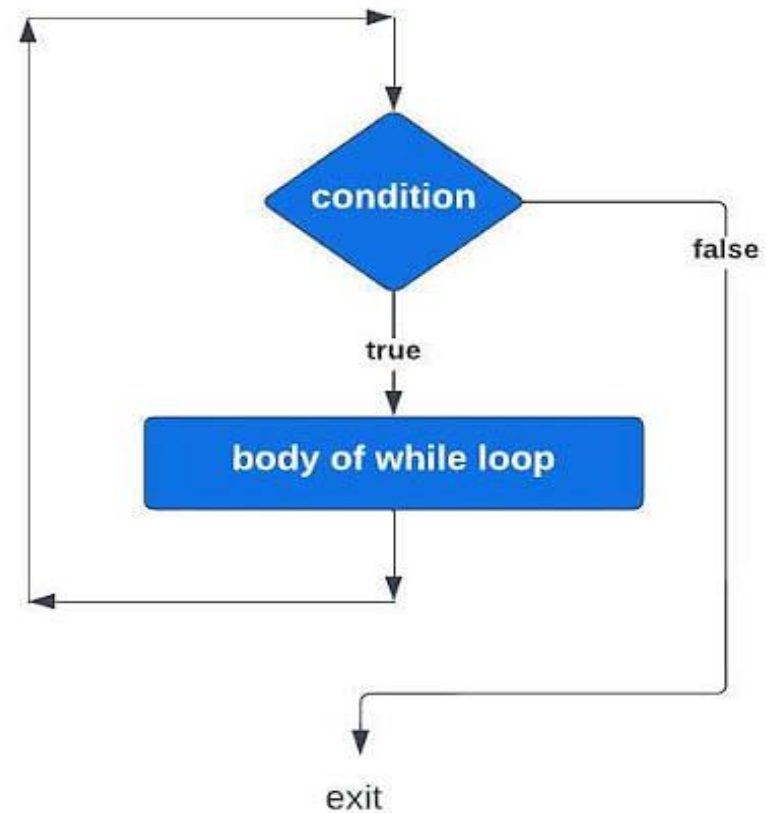 condition
false
true
body of while loop
exit